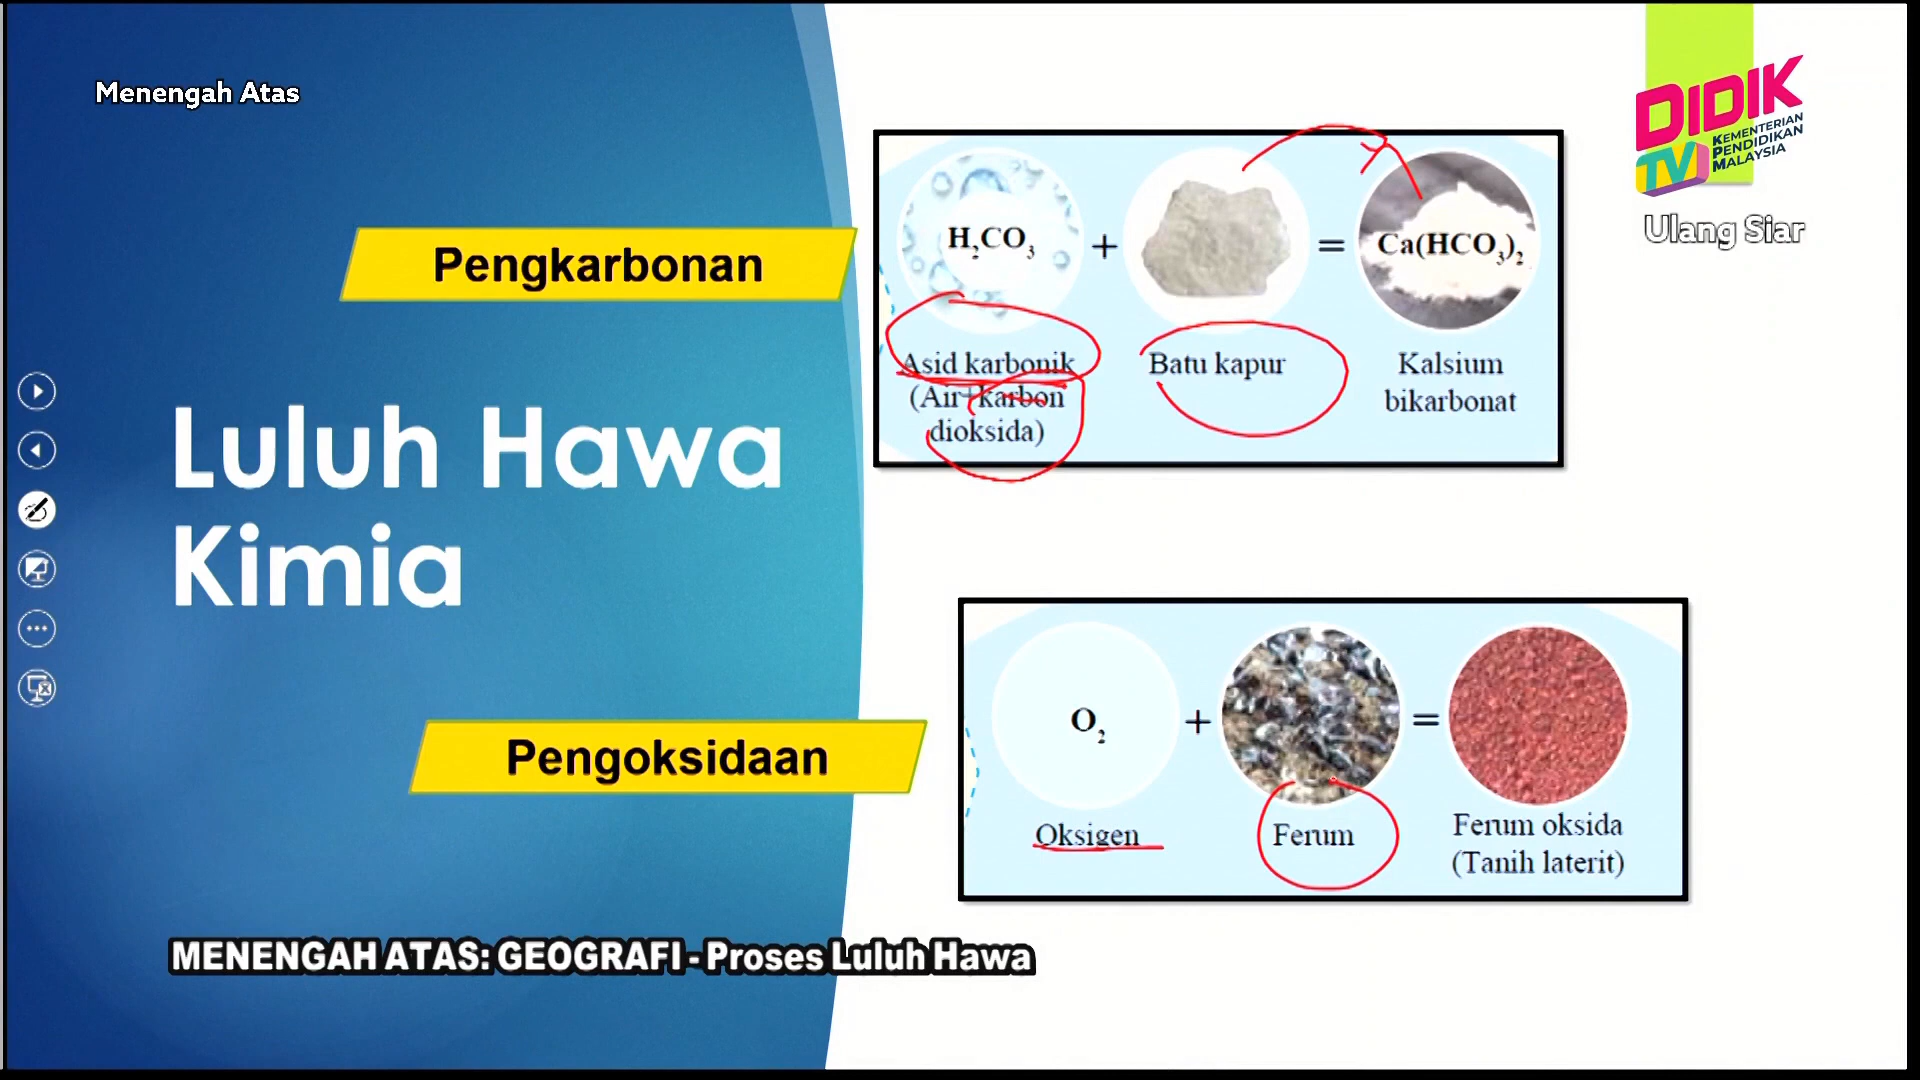 Menengah Atas
DIDIK
TV
KEMENTERIAN
PENDIDIKAN
MALAYSIA
Ulang Siar
Pengkarbonan
H₂CO₃ + = Ca(HCO₃)₂
Asid karbonik
(Air+karbon
dioksida)
Batu kapur
Kalsium
bikarbonat
Luluh Hawa
Kimia
Pengoksidaan
O₂ + =
Oksigen
Ferum
Ferum oksida
(Tanih laterit)
MENENGAH ATAS: GEOGRAFI - Proses Luluh Hawa